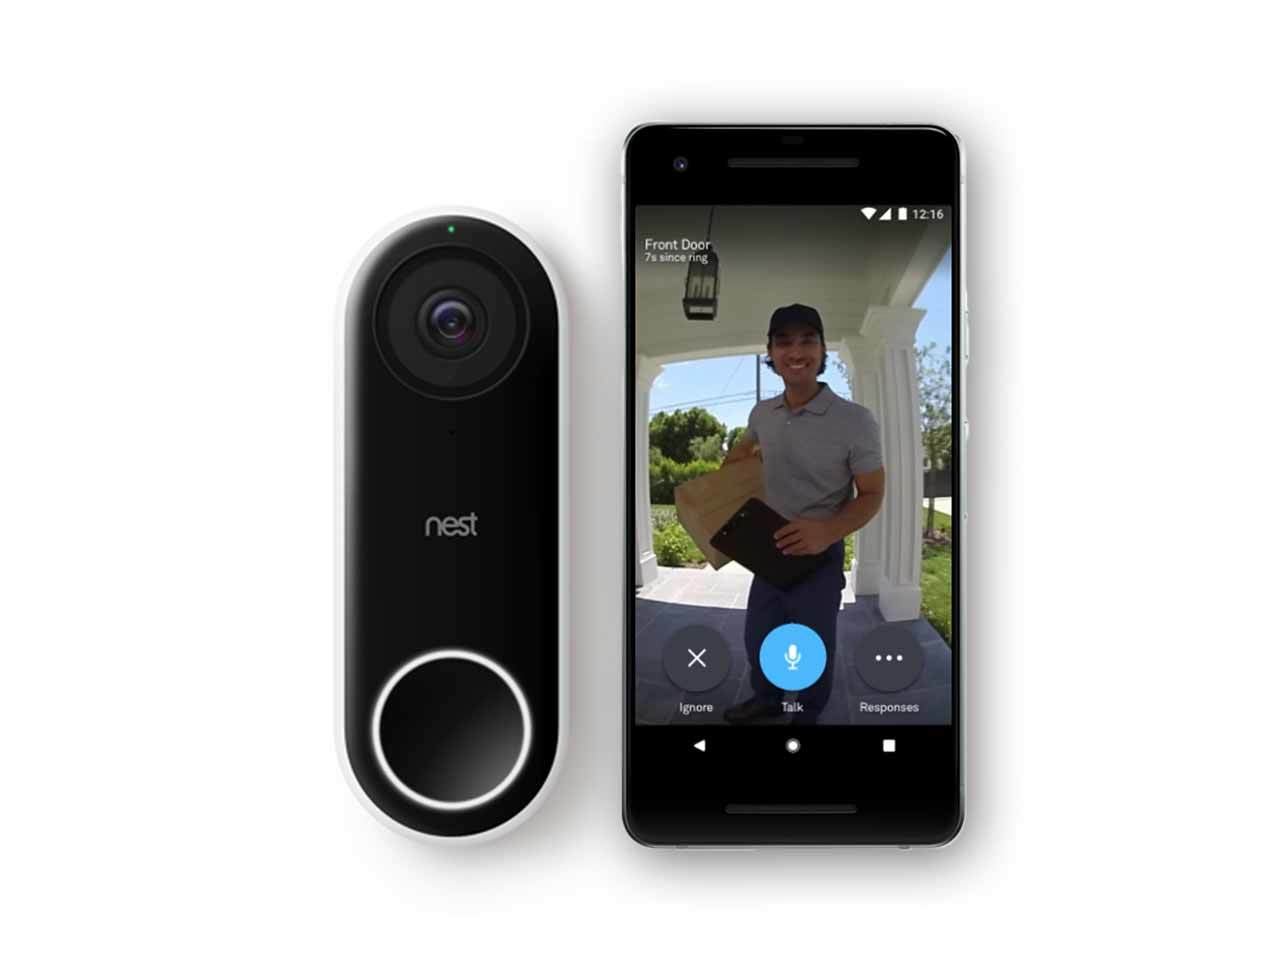 12:16
Front Door
7s since ring
nest
Ignore
Talk
Responses